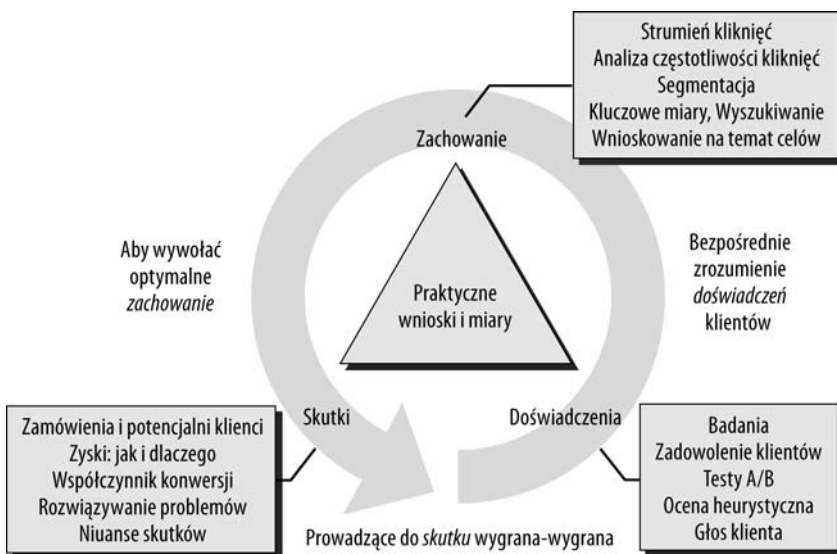 Strumień kliknięć
Analiza częstotliwości kliknięć
Segmentacja
Kluczowe miary, Wyszukiwanie
Wnioskowanie na temat celów
Zachowanie
Aby wywołać
optymalne
zachowanie
Praktyczne
wnioski i miary
Bezpośrednie
zrozumienie
doświadczeń
klientów
Zamówienia i potencjalni klienci
Zyski: jak i dlaczego
Współczynnik konwersji
Rozwiązywanie problemów
Niuanse skutków
Skutki
Doświadczenia
Badania
Zadowolenie klientów
Testy A/B
Ocena heurystyczna
Głos klienta
Prowadzące do skutku wygrana-wygrana